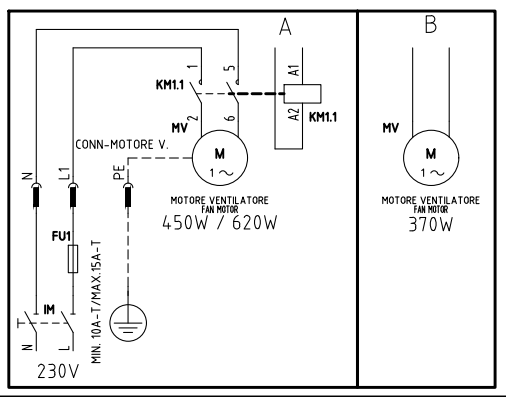 A
B
1
5
A1
KM1.1
KM1.1
2
6
A2
MV
MV
CONN-MOTORE V.
M
1~
M
1~
N
L1
PE
MOTORE VENTILATORE
FAN MOTOR
450W / 620W
MOTORE VENTILATORE
FAN MOTOR
370W
FU1
MIN. 10A-T/MAX.15A-T
IM
N
L
230V